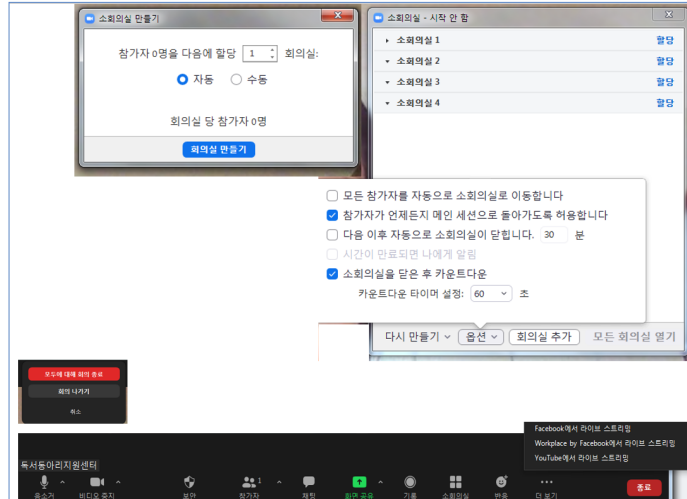 소회의실 만들기
참가자 0명을 다음에 할당 1 회의실:
자동 수동
회의실 당 참가자 0명
회의실 만들기
소회의실 - 시작 안 함
소회의실 1 할당
소회의실 2 할당
소회의실 3 할당
소회의실 4 할당
모든 참가자를 자동으로 소회의실로 이동합니다
참가자가 언제든지 메인 세션으로 돌아가도록 허용합니다
다음 이후 자동으로 소회의실이 닫힙니다. 30 분
시간이 만료되면 나에게 알림
소회의실을 닫은 후 카운트다운
카운트다운 타이머 설정: 60 초
다시 만들기 옵션 회의실 추가 모든 회의실 열기
모두에 대해 회의 종료
회의 나가기
취소
Facebook에서 라이브 스트리밍
Workplace by Facebook에서 라이브 스트리밍
YouTube에서 라이브 스트리밍
독서동아리지원센터
1
음소거 비디오 중지 보안 참가자 채팅 화면 공유 기록 소회의실 반응 더 보기 종료